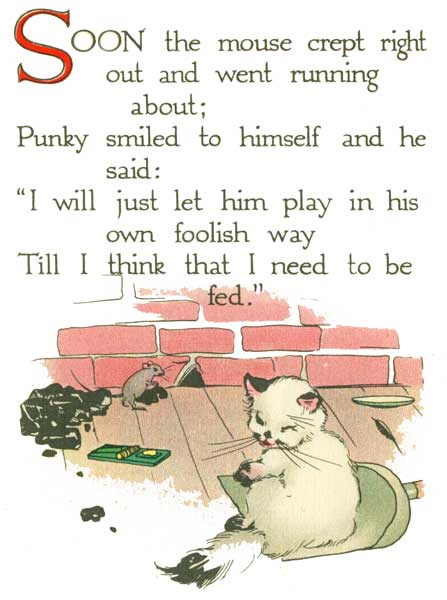 SOON the mouse crept right
out and went running
about;
Punky smiled to himself and he
said:
“I will just let him play in his
own foolish way
Till I think that I need to be
fed.”